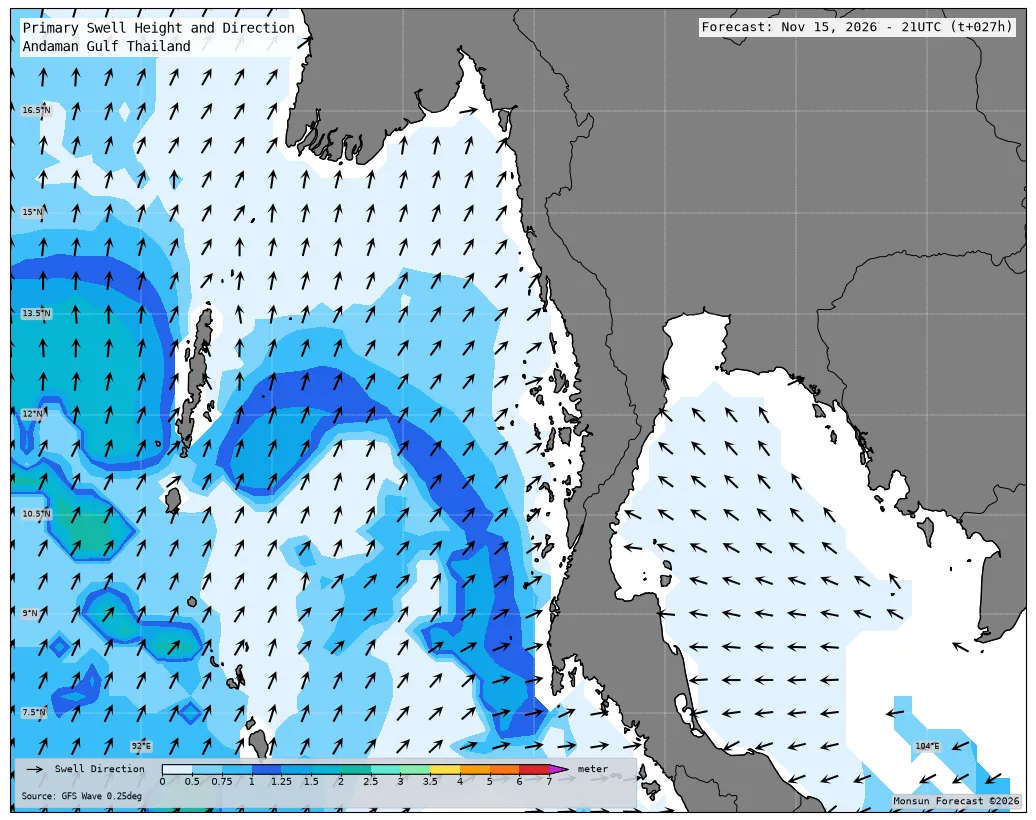 Primary Swell Height and Direction
Andaman Gulf Thailand
Forecast: Nov 15, 2026 - 21UTC (t+027h)
16.5°N
15°N
13.5°N
12°N
10.5°N
9°N
7.5°N
92°E
104°E
Swell Direction
meter
0 0.5 0.75 1 1.25 1.5 2 2.5 3 3.5 4 5 6 7
Source: GFS Wave 0.25deg
Monsun Forecast ©2026